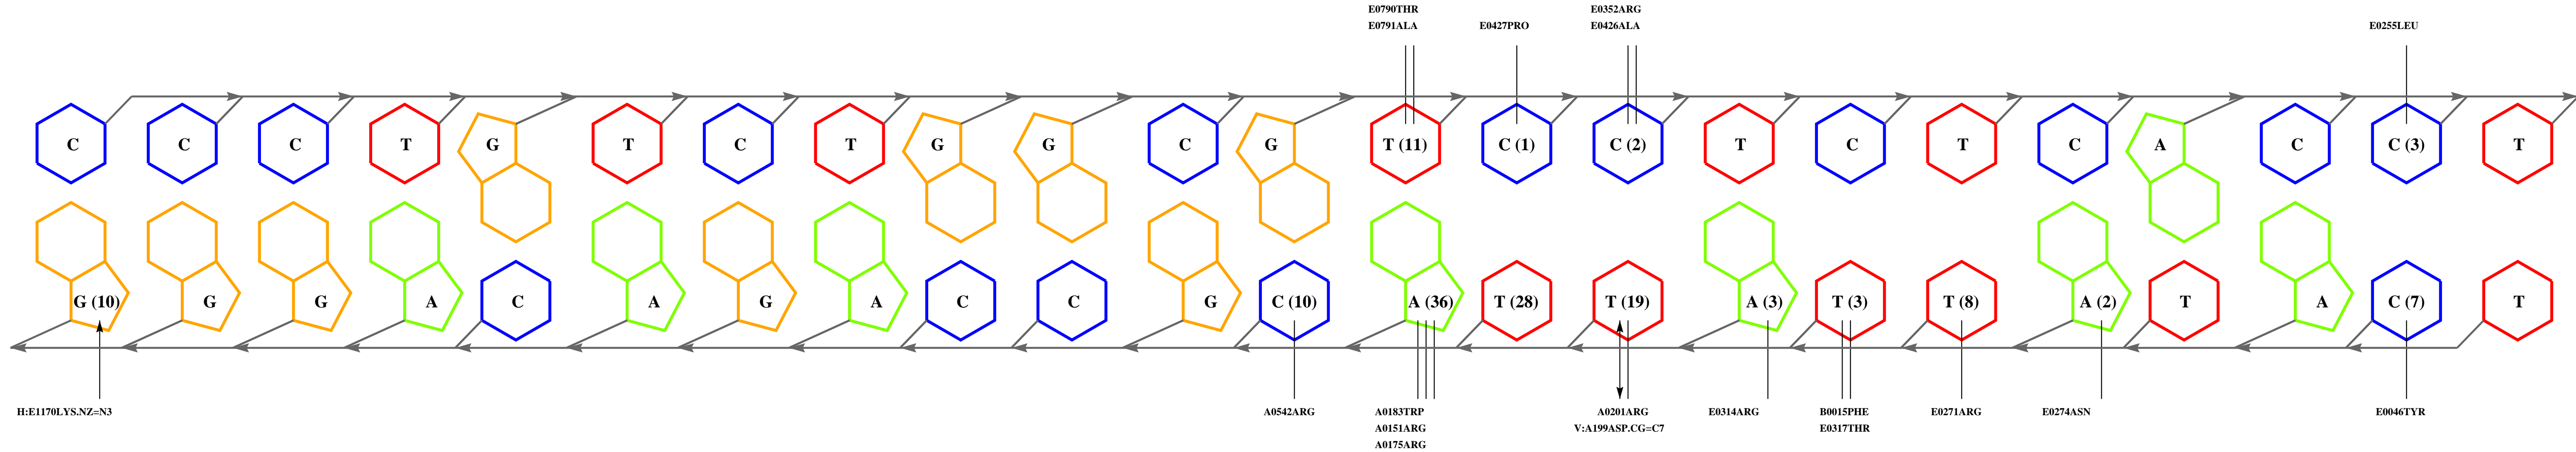 E0790THR E0352ARG
E0791ALA E0427PRO E0426ALA E0255LEU
C C C T G T C T G G C G T (11) C (1) C (2) T C T C A C C (3) T
G (10) G G A C A G A C C G C (10) A (36) T (28) T (19) A (3) T (3) T (8) A (2) T A C (7) T
H:E1170LYS.NZ=N3 A0542ARG A0183TRP A0201ARG E0314ARG B0015PHE E0271ARG E0274ASN E0046TYR
A0151ARG V:A199ASP.CG=C7 E0317THR
A0175ARG